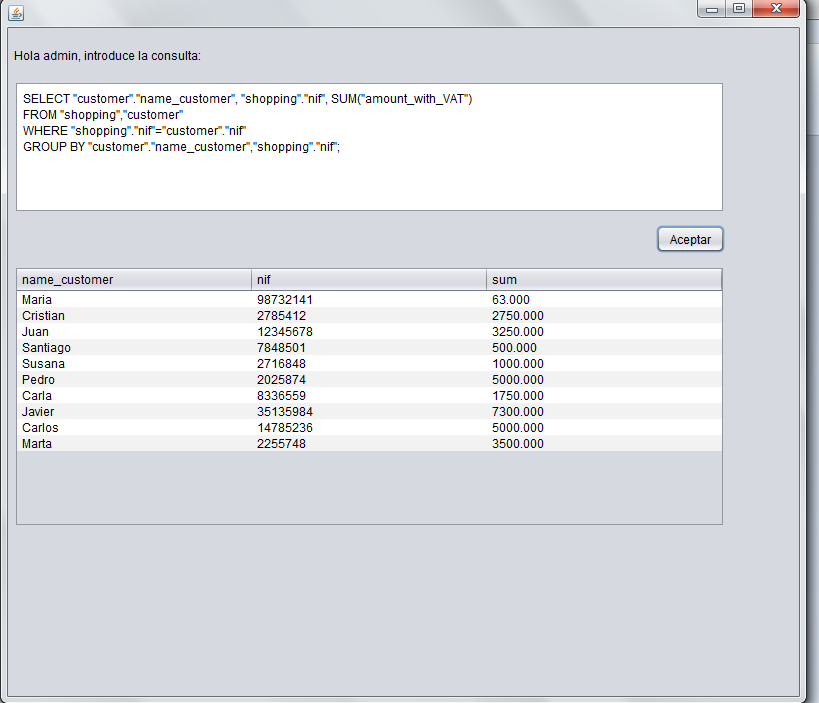 Hola admin, introduce la consulta:
SELECT "customer"."name_customer", "shopping"."nif", SUM("amount_with_VAT")
FROM "shopping","customer"
WHERE "shopping"."nif"="customer"."nif"
GROUP BY "customer"."name_customer","shopping"."nif";
Aceptar
name_customer nif sum
Maria 98732141 63.000
Cristian 2785412 2750.000
Juan 12345678 3250.000
Santiago 7848501 500.000
Susana 2716848 1000.000
Pedro 2025874 5000.000
Carla 8336559 1750.000
Javier 35135984 7300.000
Carlos 14785236 5000.000
Marta 2255748 3500.000